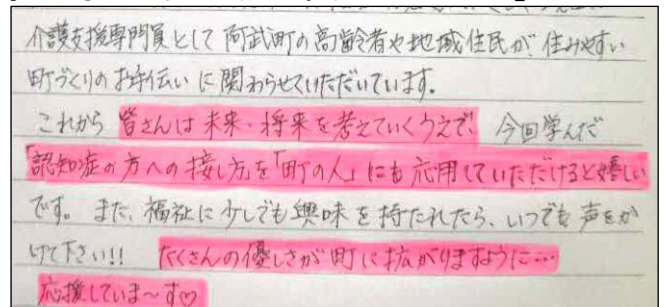 介護支援専門員として阿武町の高齢者や地域住民が住みやすい
町づくりのお手伝いに関わらせていただいています。
これから皆さんは未来・将来を考えていくうえで、今回学んだ
「認知症の方への接し方」を「町の人」にも応用していただけると嬉しい
です。また、福祉に少しでも興味を持たれたら、いつでも声をか
けて下さい!! たくさんの優しさが町に拡がりますように…
応援していま〜す♡